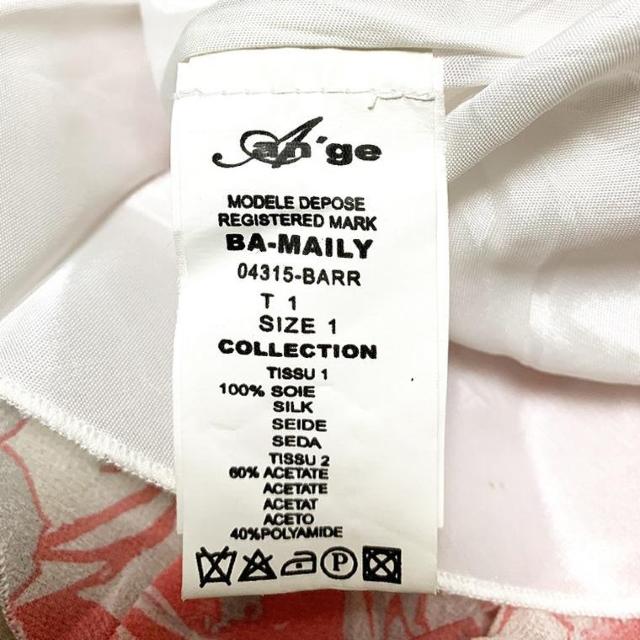 an'ge
MODELE DEPOSE
REGISTERED MARK
BA-MAILY
04315-BARR
T 1
SIZE 1
COLLECTION
TISSU 1
100% SOIE
SILK
SEIDE
SEDA
TISSU 2
60% ACETATE
ACETATE
ACETAT
ACETO
40%POLYAMIDE
P